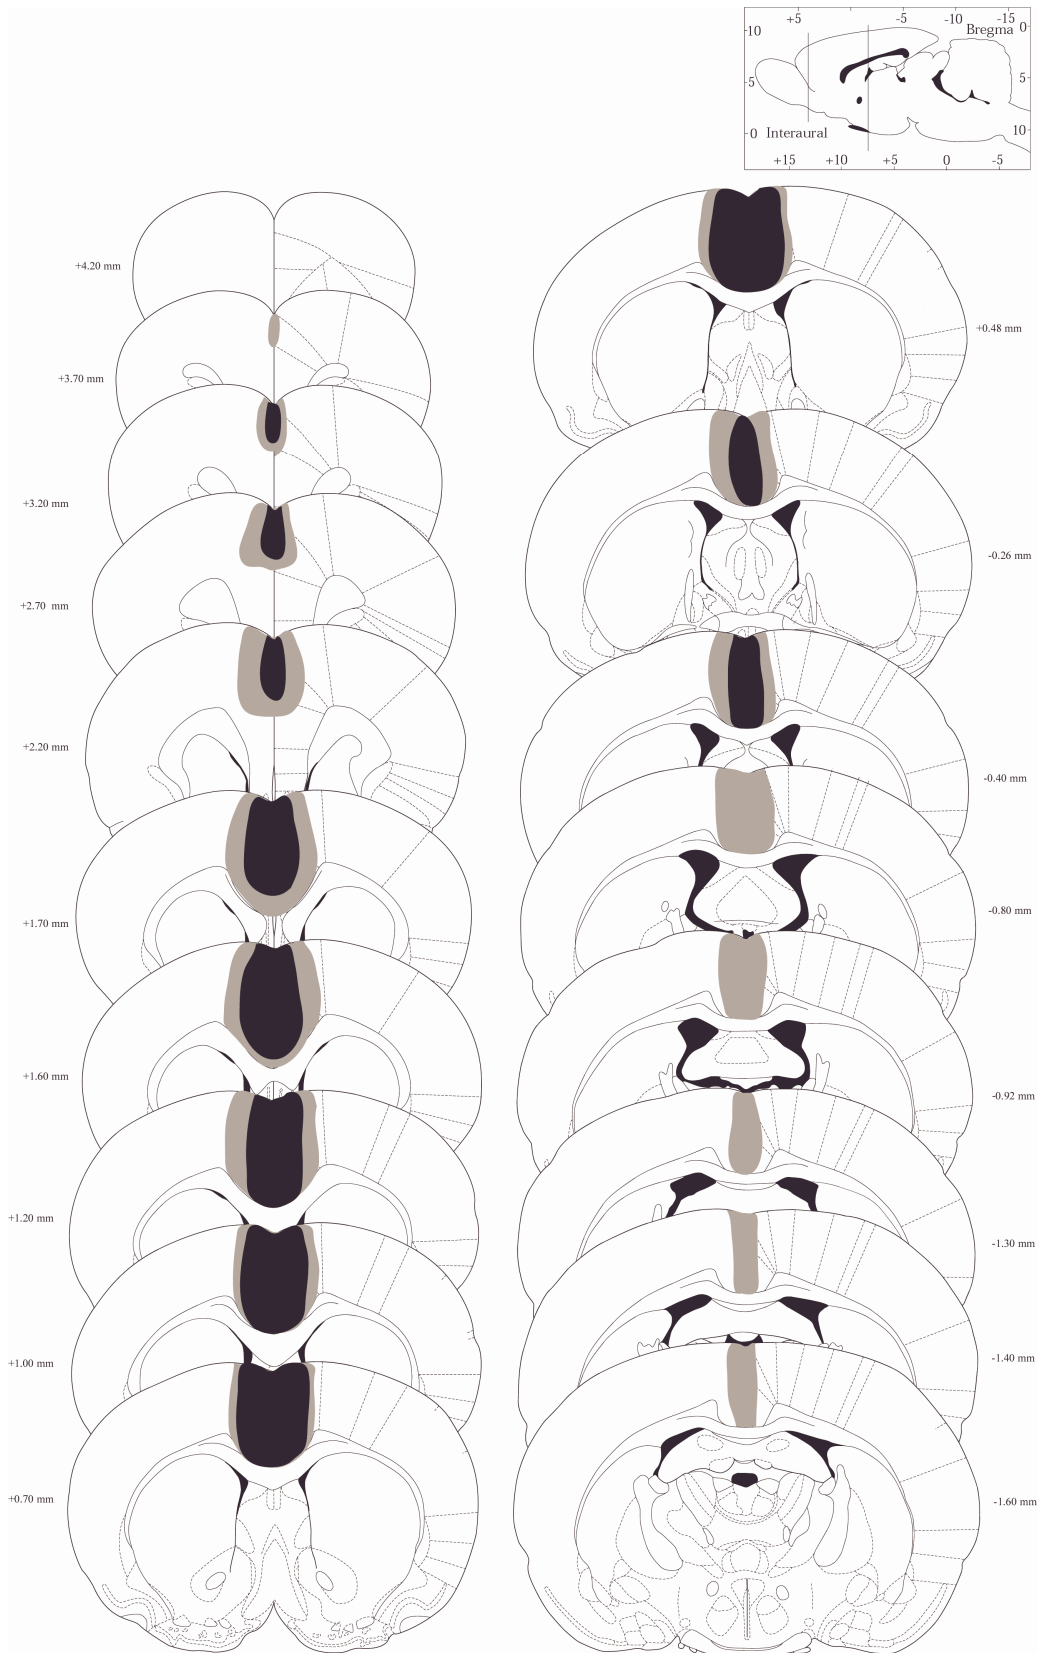 +5 -5 -10 -15
10 Bregma 0
5 5
0 Interaural 10
+15 +10 +5 0 -5
+4.20 mm
+3.70 mm
+3.20 mm
+2.70 mm
+2.20 mm
+1.70 mm
+1.60 mm
+1.20 mm
+1.00 mm
+0.70 mm
+0.48 mm
-0.26 mm
-0.40 mm
-0.80 mm
-0.92 mm
-1.30 mm
-1.40 mm
-1.60 mm